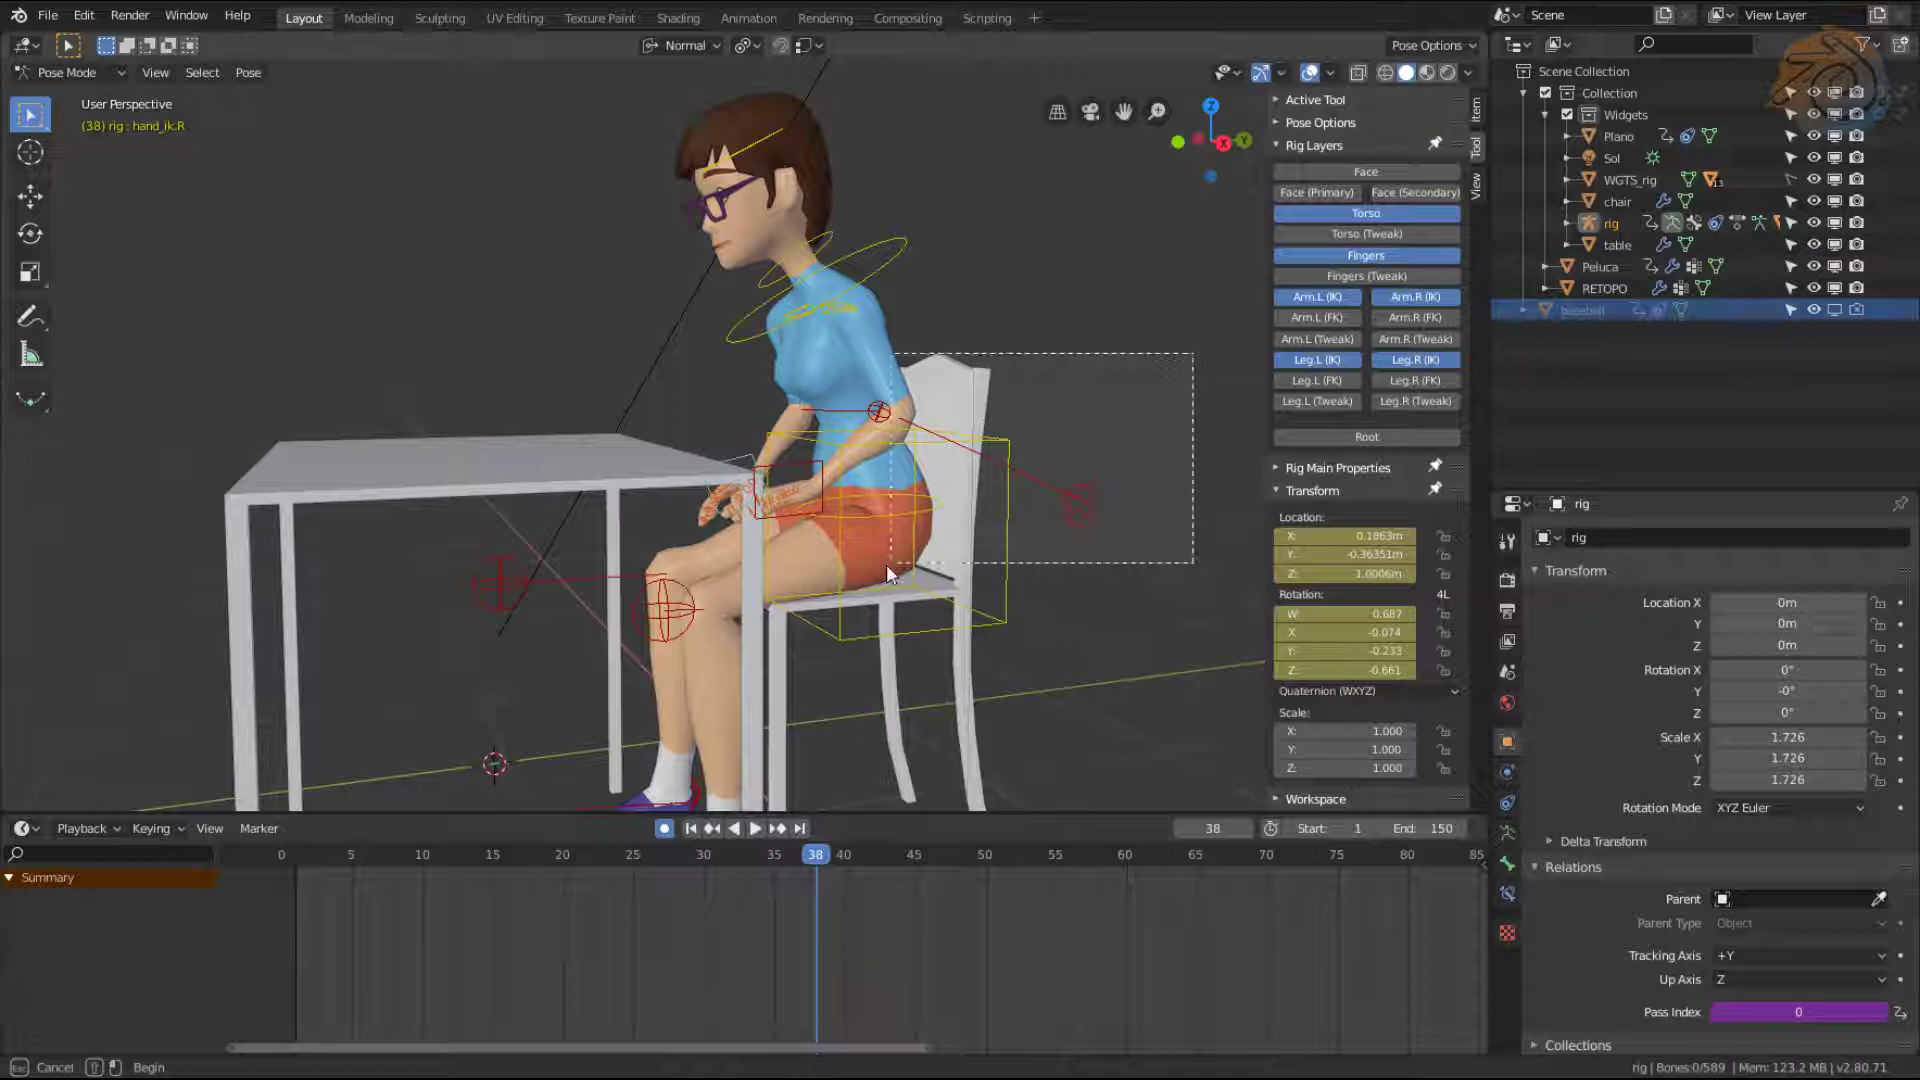 File Edit Render Window Help Layout Modeling Sculpting UV Editing Texture Paint Shading Animation Rendering Compositing Scripting Scene View Layer
Normal Pose Options
Pose Mode View Select Pose
User Perspective
(38) rig : hand_ik.R
Z
X
Y
Active Tool
Pose Options
Rig Layers
Face
Face (Primary) Face (Secondary)
Torso
Torso (Tweak)
Fingers
Fingers (Tweak)
Arm.L (IK) Arm.R (IK)
Arm.L (FK) Arm.R (FK)
Arm.L (Tweak) Arm.R (Tweak)
Leg.L (IK) Leg.R (IK)
Leg.L (FK) Leg.R (FK)
Leg.L (Tweak) Leg.R (Tweak)
Root
Rig Main Properties
Transform
Location:
X: 0.1863m
Y: -0.36351m
Z: 1.0006m
Rotation: 4L
W: 0.687
X -0.074
Y: -0.233
Z: -0.661
Quaternion (WXYZ)
Scale:
X: 1.000
Y: 1.000
Z: 1.000
Workspace
Item
Tool
View
Scene Collection
Collection
Widgets
Plano
Sol
WGTS_rig 13
chair
rig
table
Peluca
RETOPO
baseball
rig
rig
Transform
Location X 0m
Y 0m
Z 0m
Rotation X 0°
Y -0°
Z 0°
Scale X 1.726
Y 1.726
Z 1.726
Rotation Mode XYZ Euler
Delta Transform
Relations
Parent
Parent Type Object
Tracking Axis +Y
Up Axis Z
Pass Index 0
Collections
Playback Keying View Marker 38 Start: 1 End: 150
0 5 10 15 20 25 30 35 38 40 45 50 55 60 65 70 75 80 85
Summary
Esc Cancel Begin rig | Bones:0/589 | Mem: 123.2 MB | v2.80.71